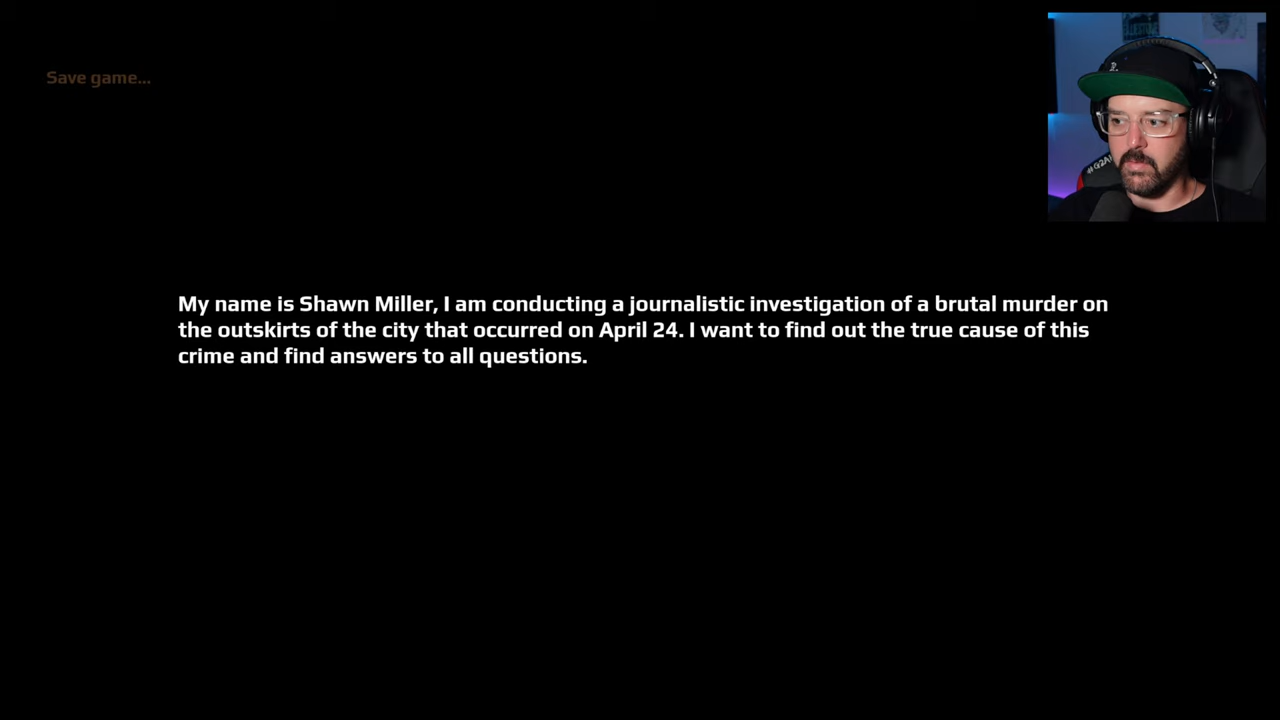 Save game...
My name is Shawn Miller, I am conducting a journalistic investigation of a brutal murder on
the outskirts of the city that occurred on April 24. I want to find out the true cause of this
crime and find answers to all questions.